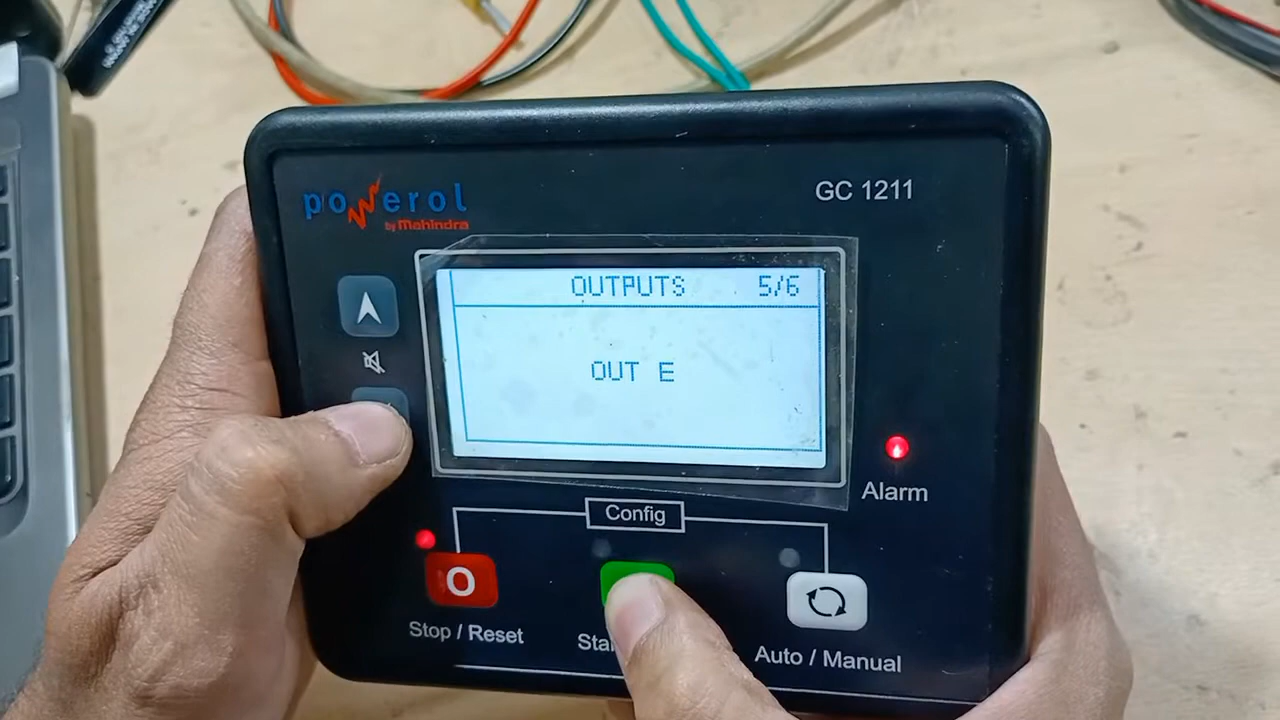 powerol
by Mahindra
GC 1211
OUTPUTS 5/6
OUT E
Alarm
Config
O
Stop / Reset
Auto / Manual